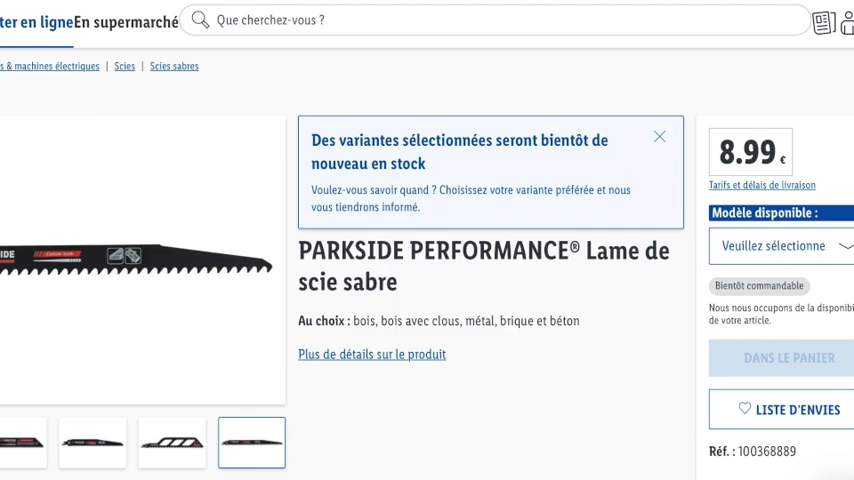 ter en ligne En supermarché
Que cherchez-vous ?
s & machines électriques | Scies | Scies sabres
Des variantes sélectionnées seront bientôt de
nouveau en stock
Voulez-vous savoir quand ? Choisissez votre variante préférée et nous
vous tiendrons informé.
PARKSIDE PERFORMANCE® Lame de
scie sabre
Au choix : bois, bois avec clous, métal, brique et béton
Plus de détails sur le produit
8.99 €
Tarifs et délais de livraison
Modèle disponible :
Veuillez sélectionne
Bientôt commandable
Nous nous occupons de la disponibi
de votre article.
DANS LE PANIER
LISTE D'ENVIES
Réf. : 100368889
SIDE